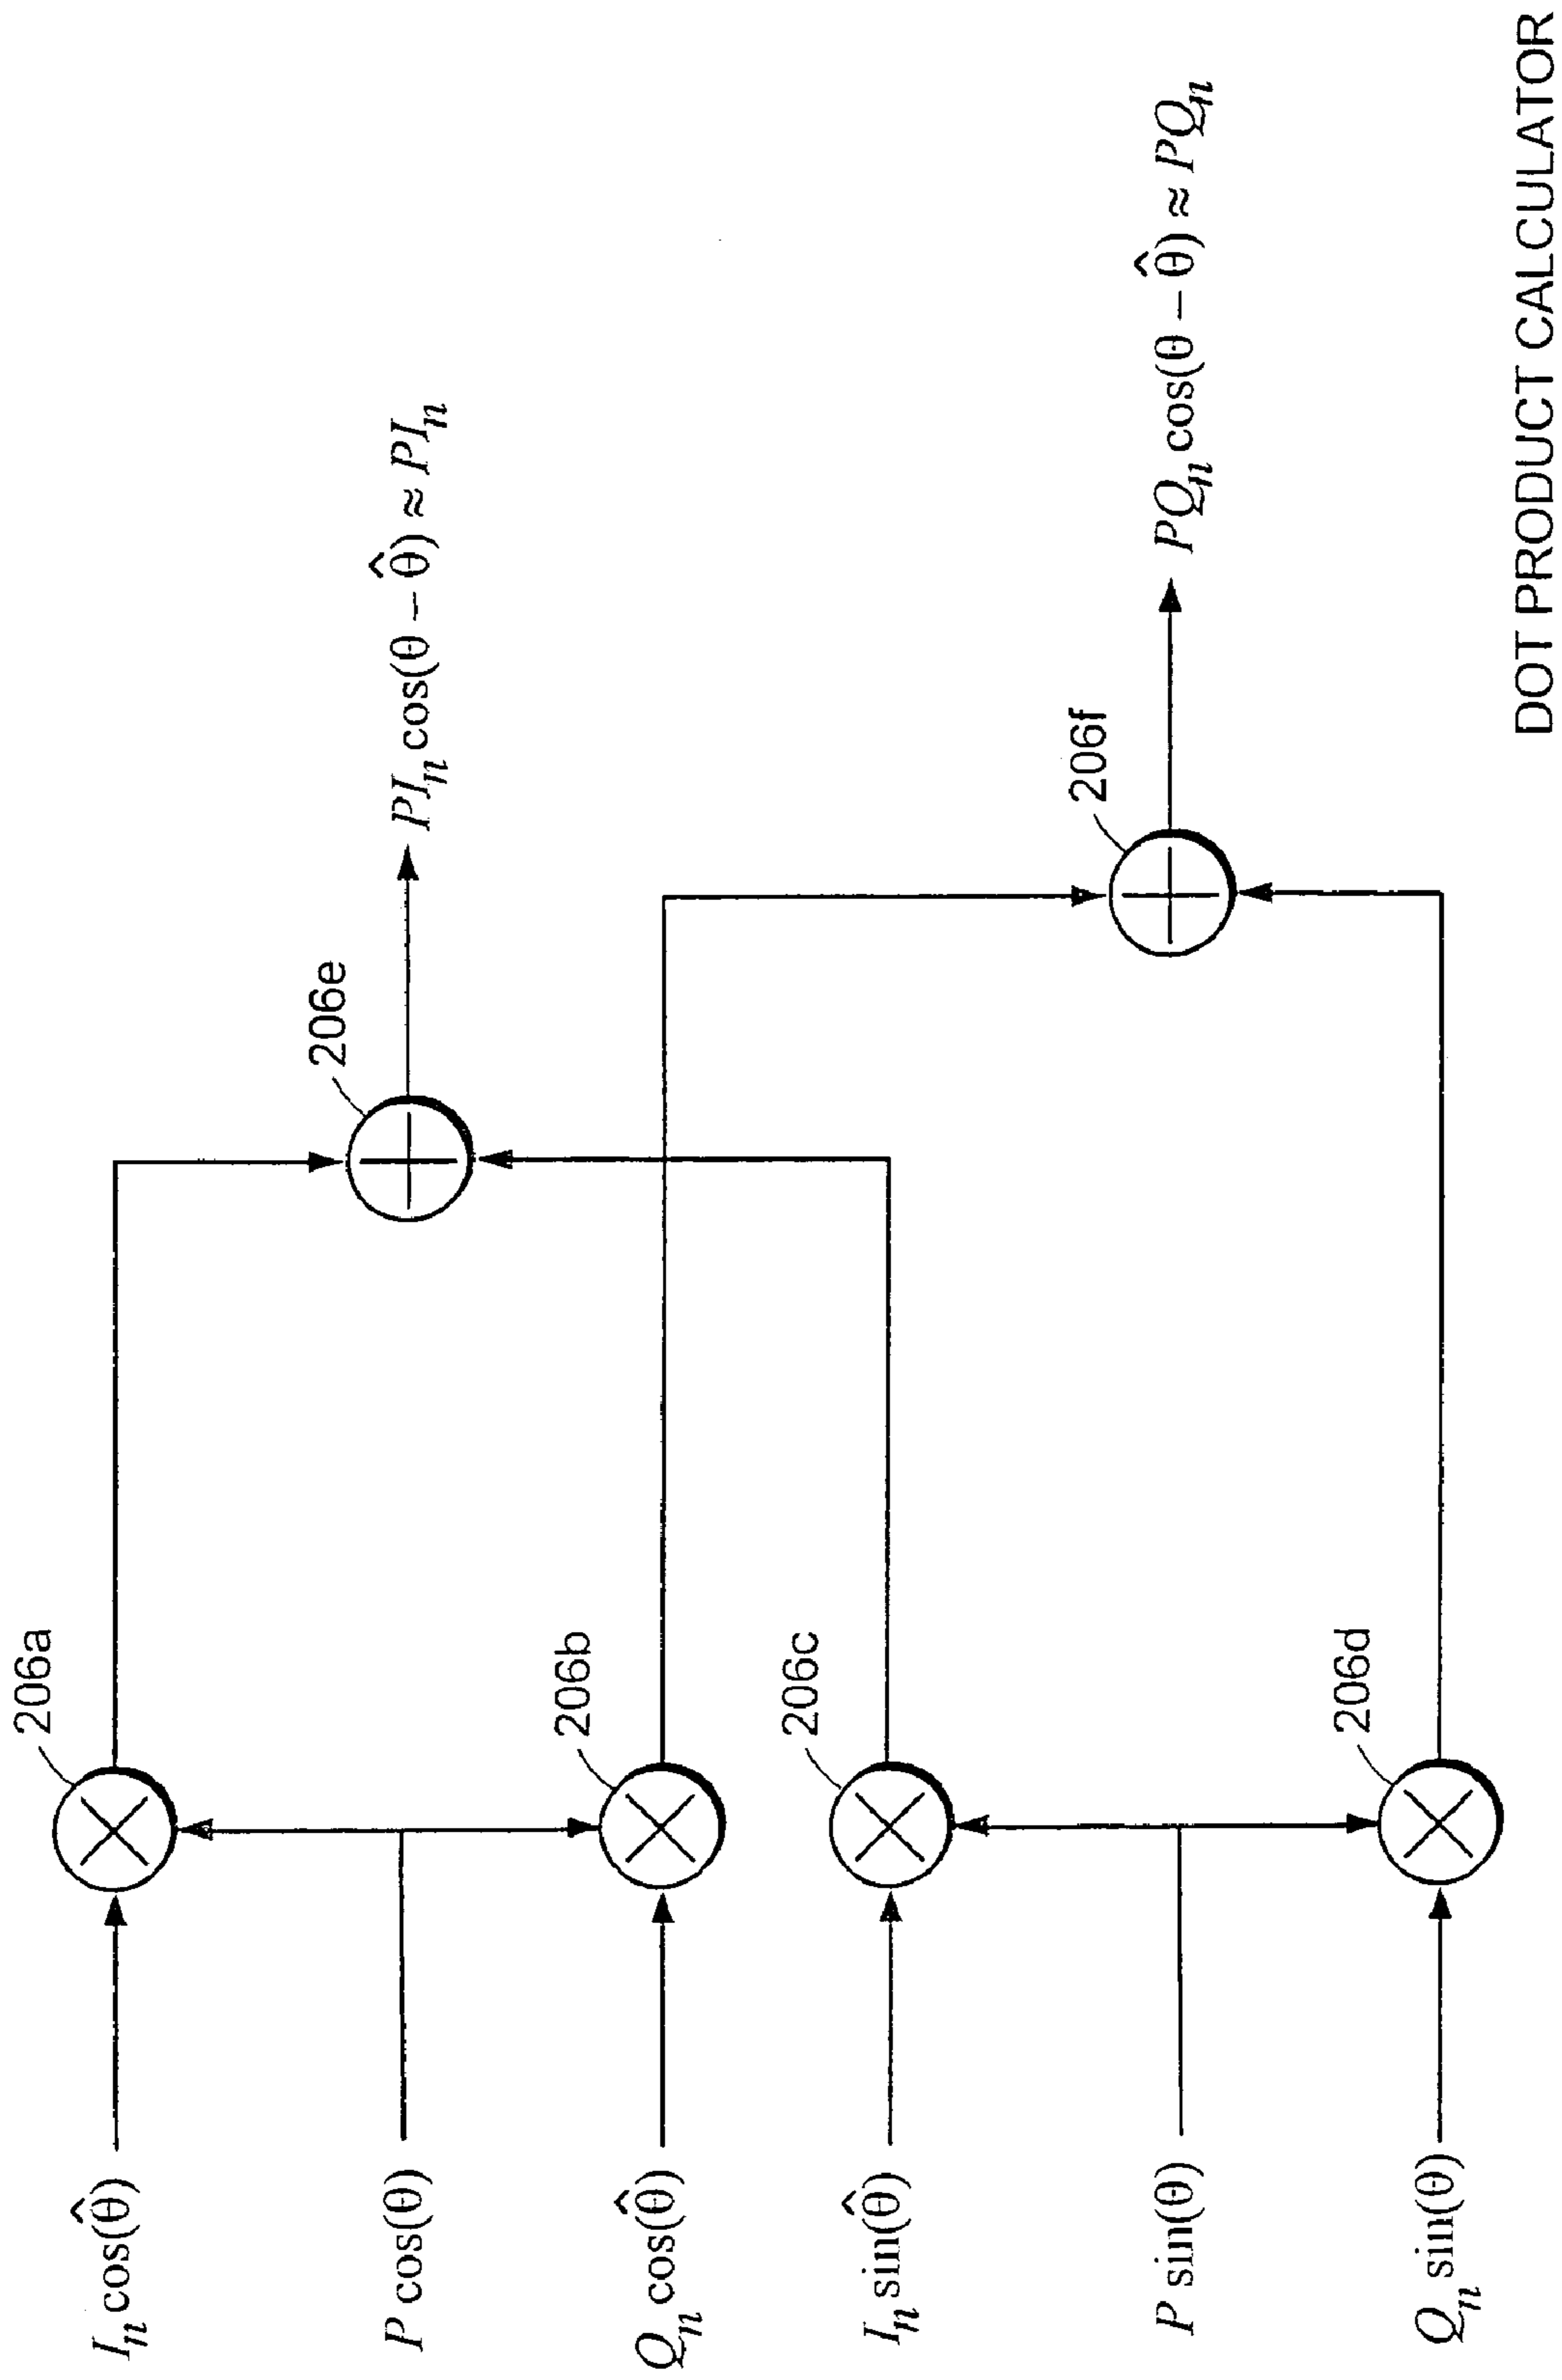 I_n cos(θ̂)
P cos(θ)
Q_n cos(θ̂)
I_n sin(θ̂)
P sin(θ)
Q_n sin(θ)
206a
206b
206c
206d
206e
206f
PI_n cos(θ – θ̂) ≈ PI_n
PQ_n cos(θ – θ̂) ≈ PQ_n
DOT PRODUCT CALCULATOR